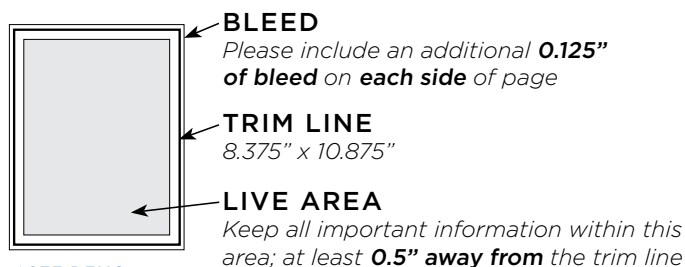 BLEED
Please include an additional 0.125”
of bleed on each side of page
TRIM LINE
8.375” x 10.875”
LIVE AREA
Keep all important information within this
area; at least 0.5” away from the trim line